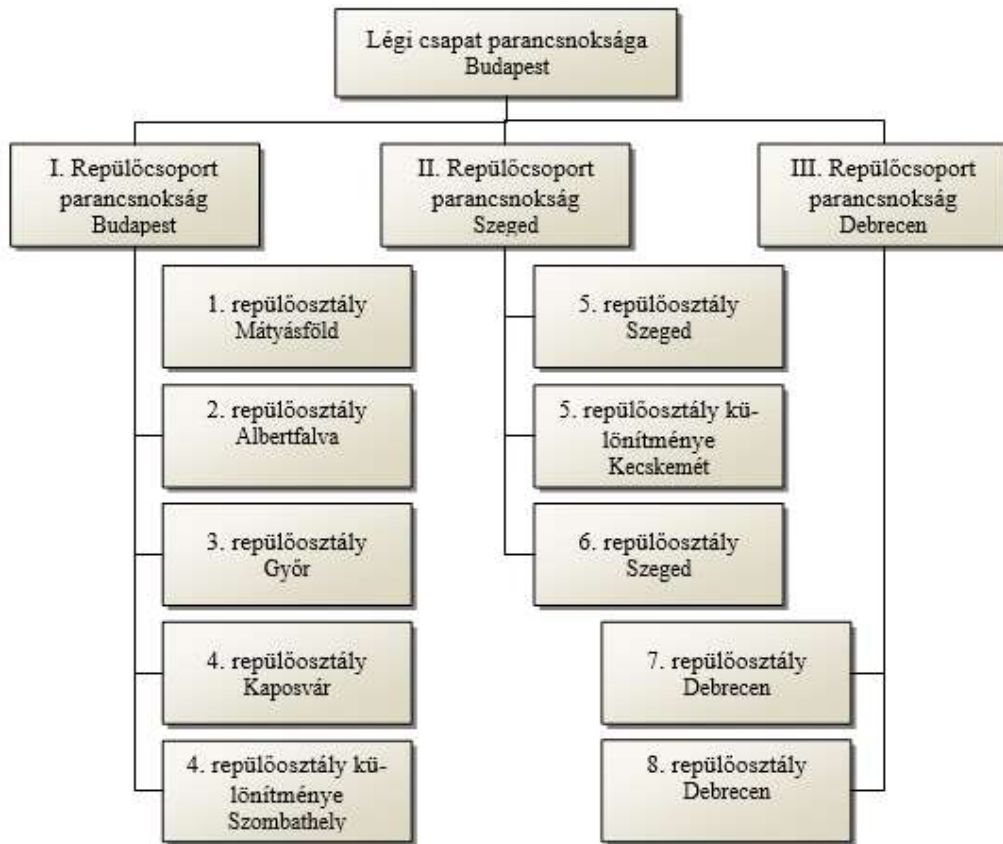 Légi csapat parancsnoksága
Budapest
I. Repülőcsoport
parancsnokság
Budapest
II. Repülőcsoport
parancsnokság
Szeged
III. Repülőcsoport
parancsnokság
Debrecen
1. repülőosztály
Mátyásföld
2. repülőosztály
Albertfalva
3. repülőosztály
Győr
4. repülőosztály
Kaposvár
4. repülőosztály kü-
lönítménye
Szombathely
5. repülőosztály
Szeged
5. repülőosztály kü-
lönítménye
Kecskemét
6. repülőosztály
Szeged
7. repülőosztály
Debrecen
8. repülőosztály
Debrecen